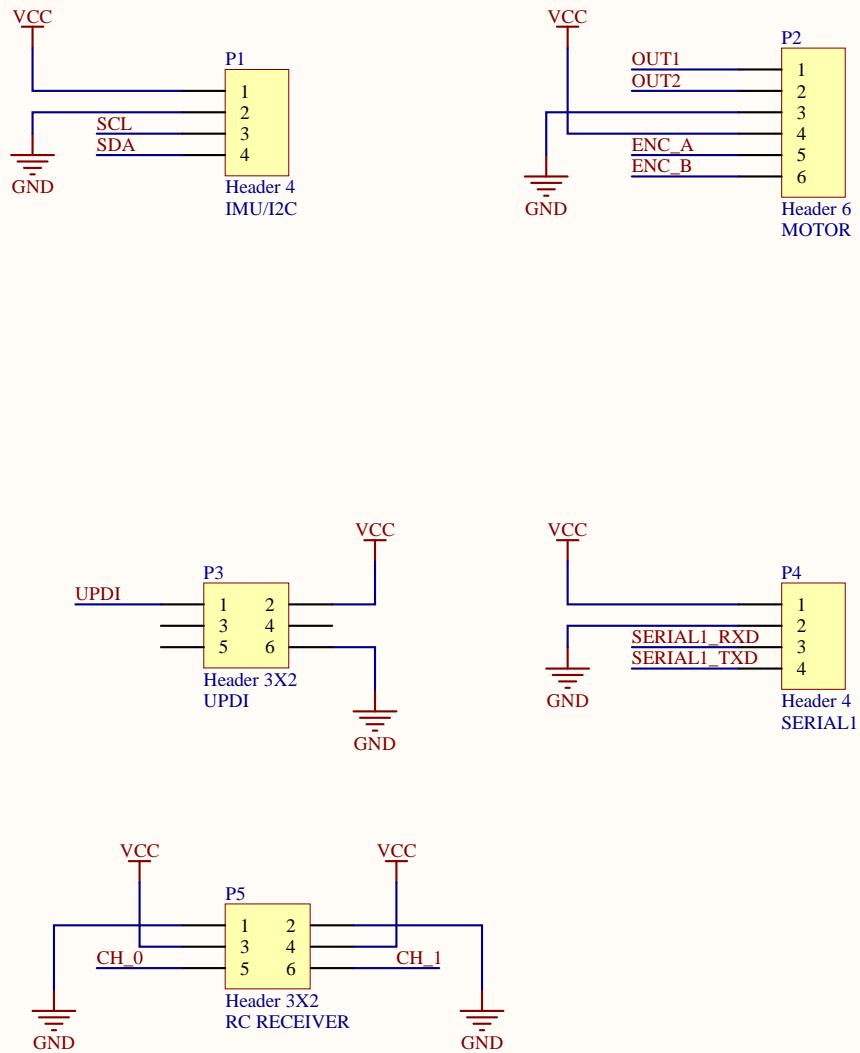 VCC
P1
1
2
SCL
3
SDA
4
GND
Header 4
IMU/I2C
VCC
P2
OUT1
1
OUT2
2
3
4
ENC_A
5
ENC_B
6
GND
Header 6
MOTOR
VCC
P3
UPDI
1 2
3 4
5 6
Header 3X2
UPDI
GND
VCC
P4
1
2
SERIAL1_RXD
3
SERIAL1_TXD
4
GND
Header 4
SERIAL1
VCC VCC
P5
1 2
3 4
CH_0 5 6 CH_1
Header 3X2
RC RECEIVER
GND GND